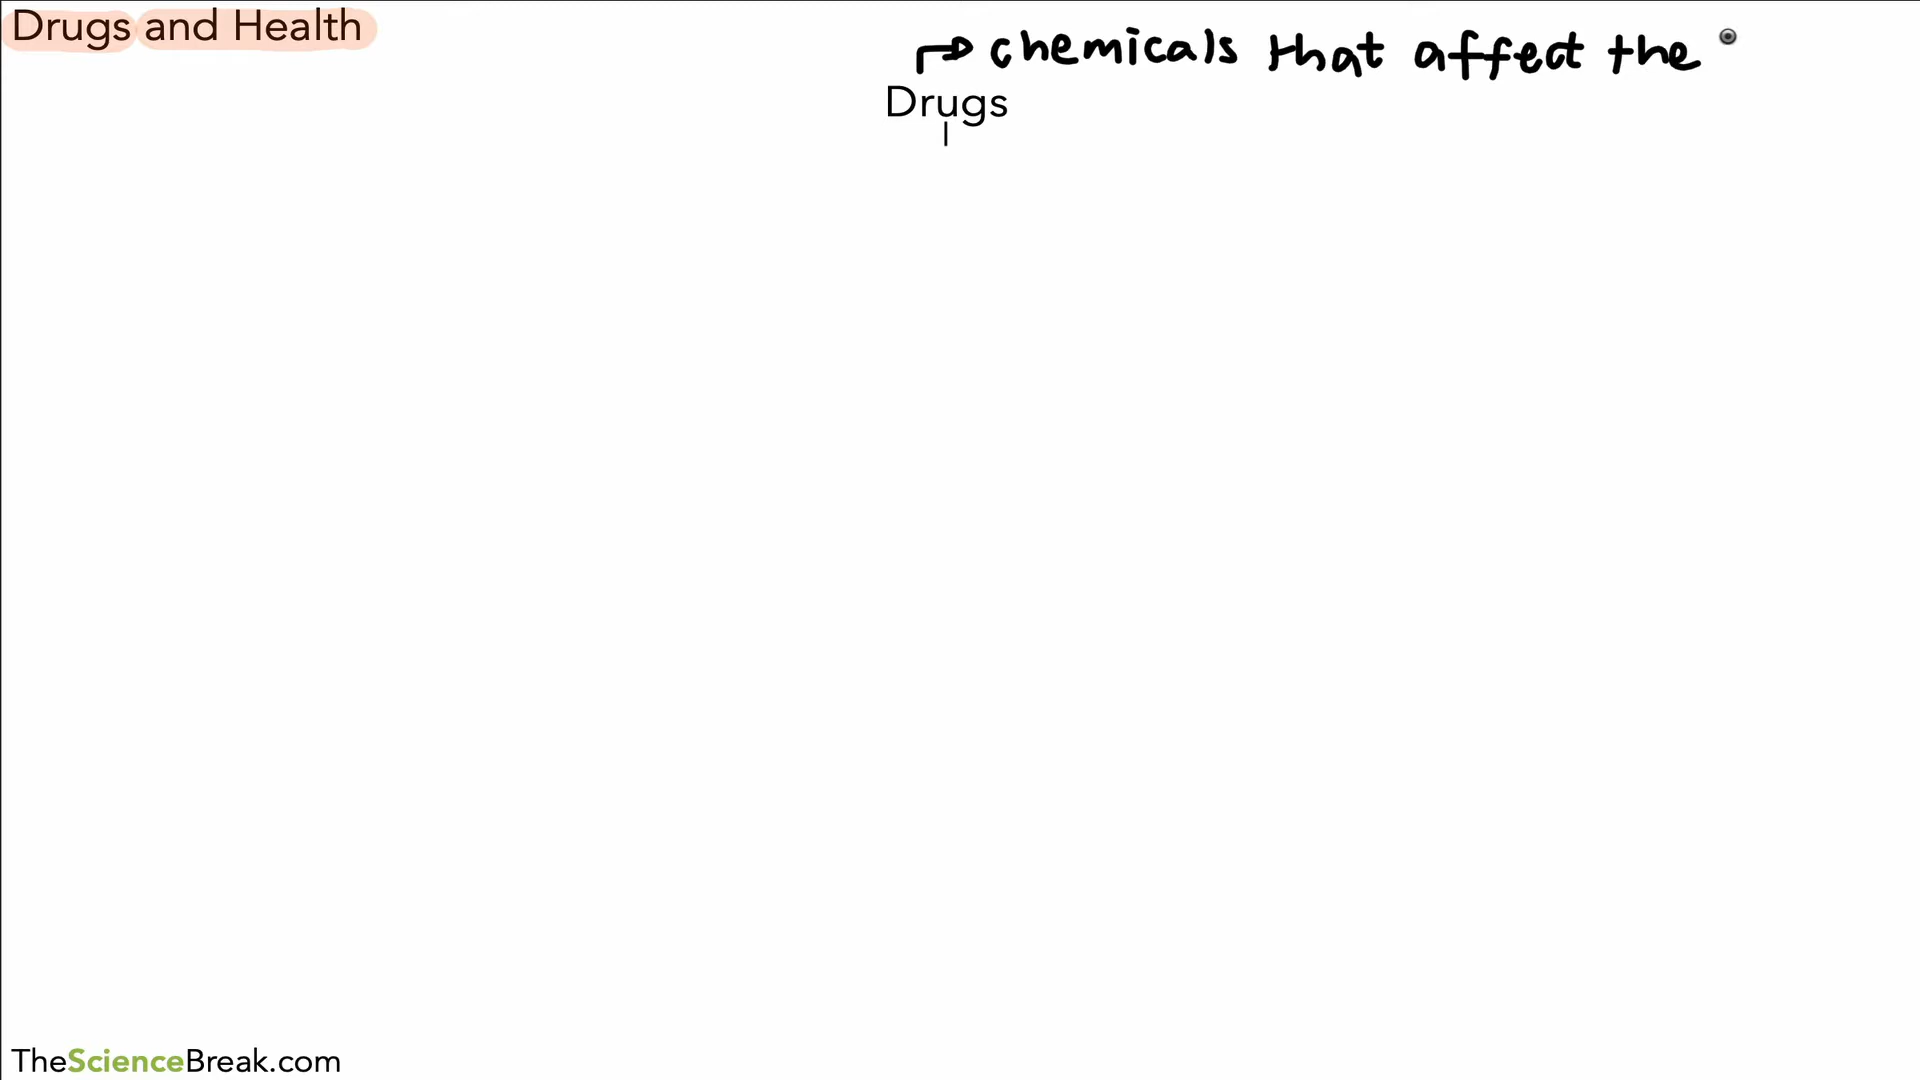 Drugs and Health
chemicals that affect the
Drugs
TheScienceBreak.com